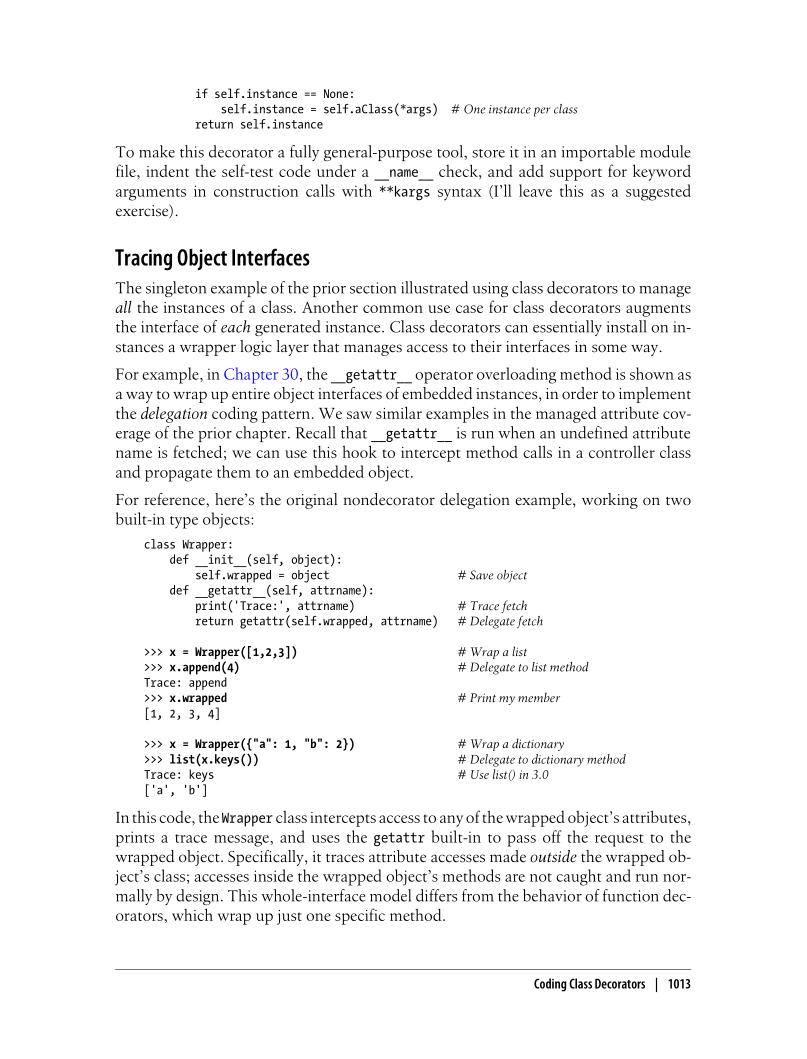 if self.instance == None:
self.instance = self.aClass(*args) # One instance per class
return self.instance
To make this decorator a fully general-purpose tool, store it in an importable module
file, indent the self-test code under a __name__ check, and add support for keyword
arguments in construction calls with **kargs syntax (I'll leave this as a suggested
exercise).
Tracing Object Interfaces
The singleton example of the prior section illustrated using class decorators to manage
all the instances of a class. Another common use case for class decorators augments
the interface of each generated instance. Class decorators can essentially install on in-
stances a wrapper logic layer that manages access to their interfaces in some way.
For example, in Chapter 30, the __getattr__ operator overloading method is shown as
a way to wrap up entire object interfaces of embedded instances, in order to implement
the delegation coding pattern. We saw similar examples in the managed attribute cov-
erage of the prior chapter. Recall that __getattr__ is run when an undefined attribute
name is fetched; we can use this hook to intercept method calls in a controller class
and propagate them to an embedded object.
For reference, here's the original nondecorator delegation example, working on two
built-in type objects:
class Wrapper:
def __init__(self, object):
self.wrapped = object # Save object
def __getattr__(self, attrname):
print('Trace:', attrname) # Trace fetch
return getattr(self.wrapped, attrname) # Delegate fetch
>>> x = Wrapper([1,2,3]) # Wrap a list
>>> x.append(4) # Delegate to list method
Trace: append
>>> x.wrapped # Print my member
[1, 2, 3, 4]
>>> x = Wrapper({"a": 1, "b": 2}) # Wrap a dictionary
>>> list(x.keys()) # Delegate to dictionary method
Trace: keys # Use list() in 3.0
['a', 'b']
In this code, the Wrapper class intercepts access to any of the wrapped object's attributes,
prints a trace message, and uses the getattr built-in to pass off the request to the
wrapped object. Specifically, it traces attribute accesses made outside the wrapped ob-
ject's class; accesses inside the wrapped object's methods are not caught and run nor-
mally by design. This whole-interface model differs from the behavior of function dec-
orators, which wrap up just one specific method.
Coding Class Decorators | 1013